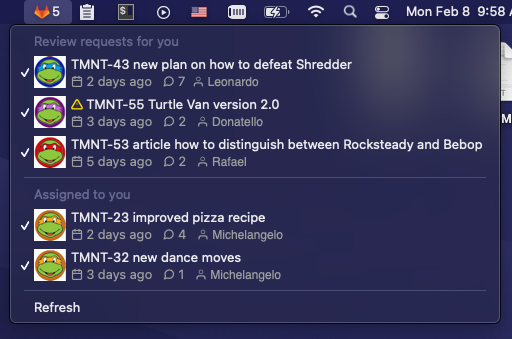 5
$
Mon Feb 8 9:58
Review requests for you
TMNT-43 new plan on how to defeat Shredder
2 days ago 7 Leonardo
TMNT-55 Turtle Van version 2.0
3 days ago 2 Donatello
TMNT-53 article how to distinguish between Rocksteady and Bebop
5 days ago 2 Rafael
Assigned to you
TMNT-23 improved pizza recipe
2 days ago 4 Michelangelo
TMNT-32 new dance moves
3 days ago 1 Michelangelo
Refresh